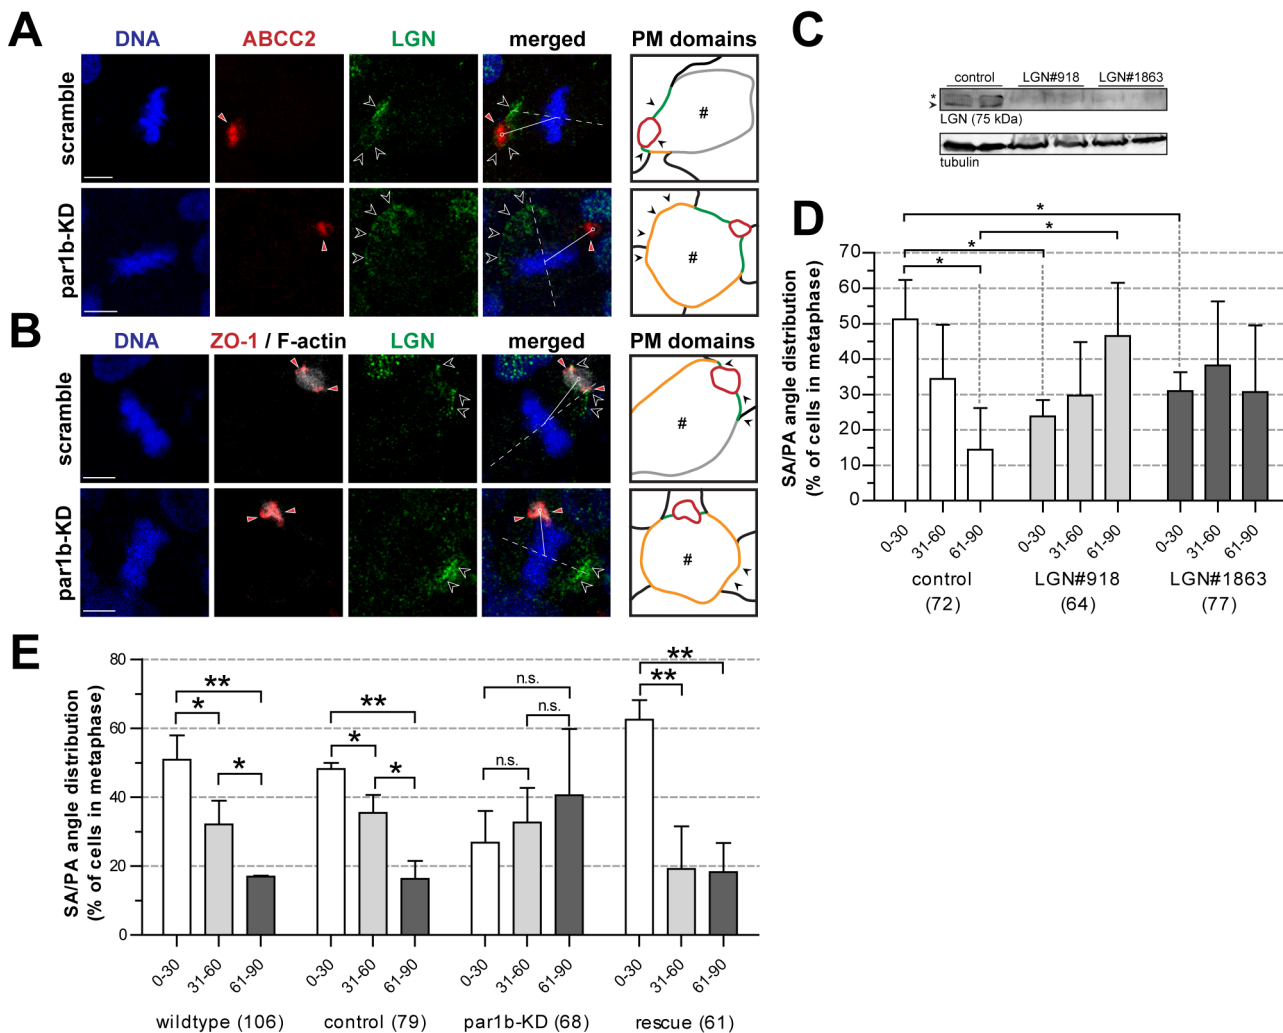 A
DNA ABCC2 LGN merged PM domains
scramble
#
par1b-KD
#
B
DNA ZO-1 / F-actin LGN merged PM domains
scramble
#
par1b-KD
#
C
control LGN#918 LGN#1863
*
LGN (75 kDa)
tubulin
D
SA/PA angle distribution
(% of cells in metaphase)
70
60
50
40
30
20
10
0
*
*
*
*
0-30 31-60 61-90 0-30 31-60 61-90 0-30 31-60 61-90
control LGN#918 LGN#1863
(72) (64) (77)
E
SA/PA angle distribution
(% of cells in metaphase)
80
60
40
20
0
** ** n.s. **
* * n.s. **
* * n.s.
0-30 31-60 61-90 0-30 31-60 61-90 0-30 31-60 61-90 0-30 31-60 61-90
wildtype (106) control (79) par1b-KD (68) rescue (61)